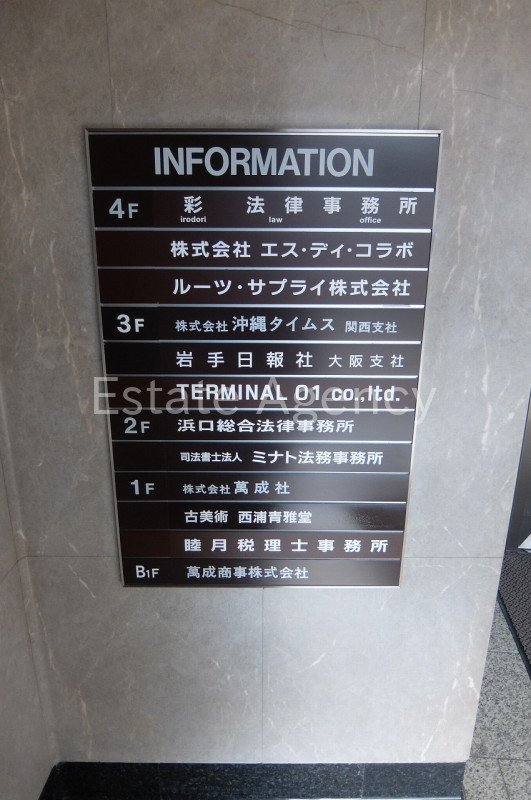 INFORMATION
4F 彩 法律事務所
irodori law office
株式会社 エス・ディ・コラボ
ルーツ・サプライ株式会社
3F 株式会社 沖縄タイムス 関西支社
岩手日報社 大阪支社
TERMINAL 01 co.,ltd.
Estate Agency
2F 浜口総合法律事務所
司法書士法人 ミナト法務事務所
1F 株式会社 萬成社
古美術 西浦青雅堂
睦月税理士事務所
B1F 萬成商事株式会社
Estate Agency